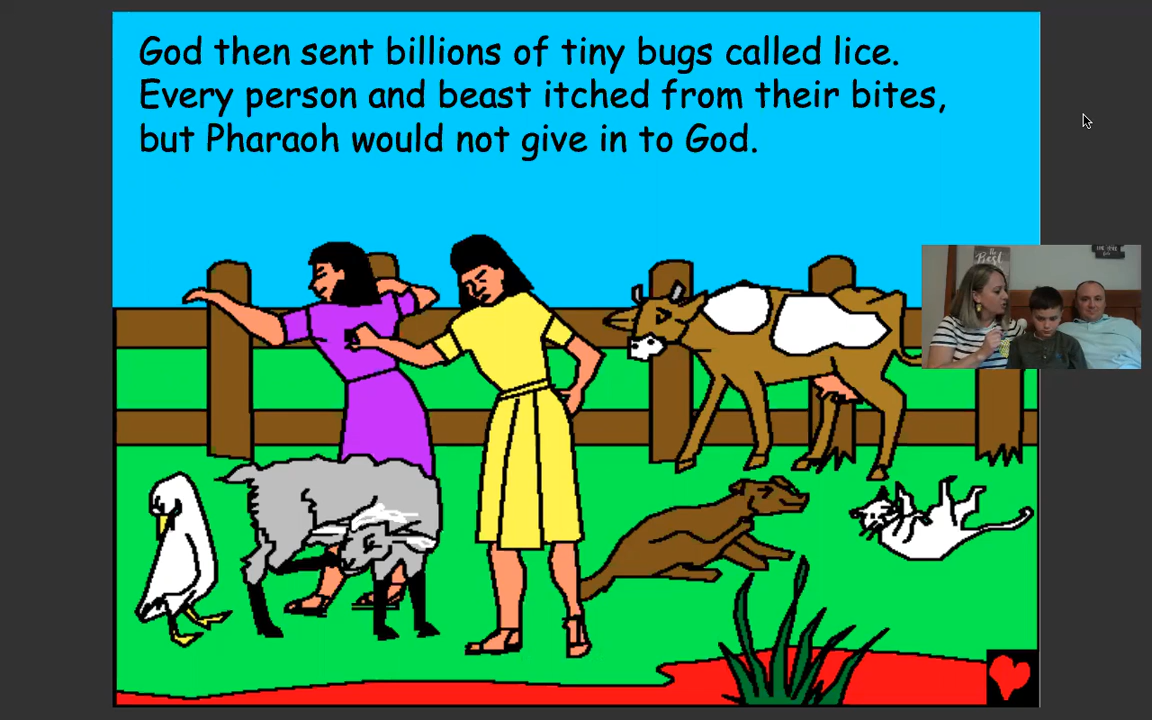 God then sent billions of tiny bugs called lice.
Every person and beast itched from their bites,
but Pharaoh would not give in to God.
Best